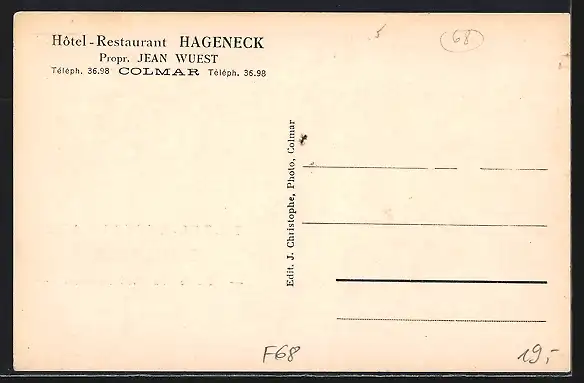 Hôtel-Restaurant HAGENECK
Propr. JEAN WUEST
Téléph. 36.98 COLMAR Téléph. 36.98
5
68
Edit. J. Christophe, Photo, Colmar
F68
19,-